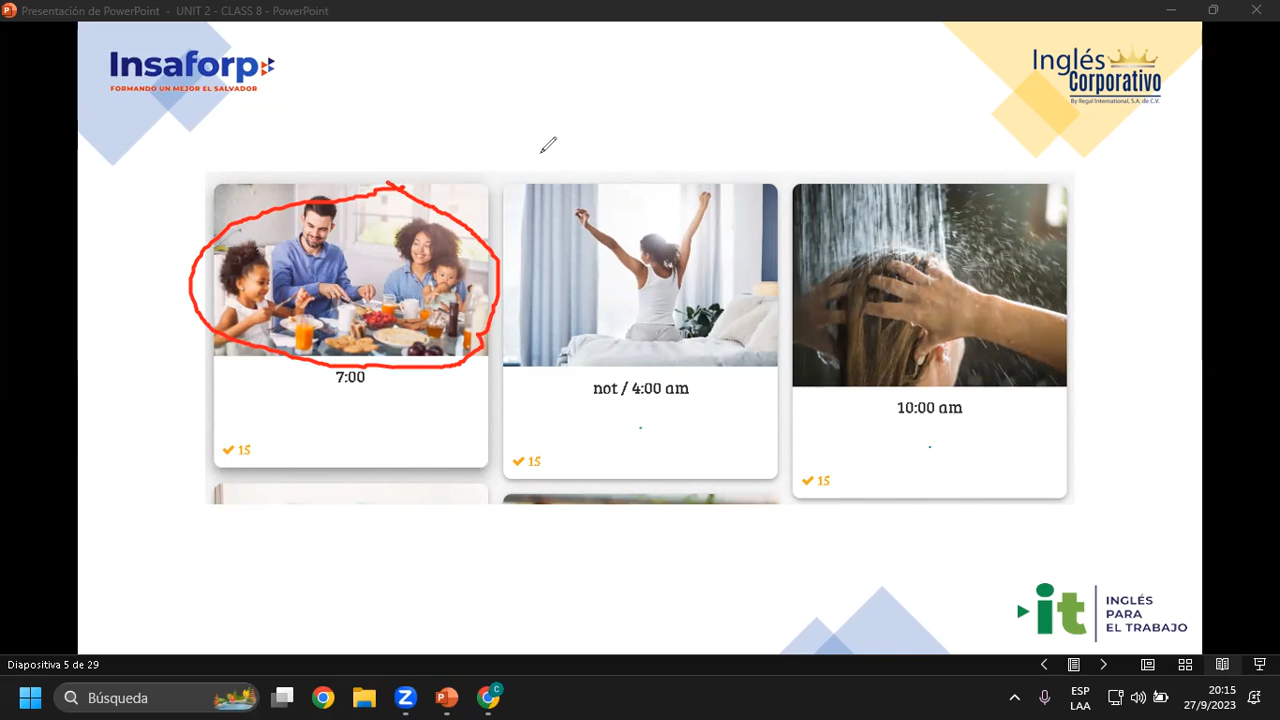 Presentación de PowerPoint - UNIT 2 - CLASS 8 - PowerPoint
Insaforp
FORMANDO UN MEJOR EL SALVADOR
Inglés
Corporativo
By Regal International, S.A. de C.V.
7:00
15
not / 4:00 am
15
10:00 am
15
it
INGLÉS
PARA
EL TRABAJO
Diapositiva 5 de 29
Búsqueda
C
ESP
LAA
20:15
27/9/2023